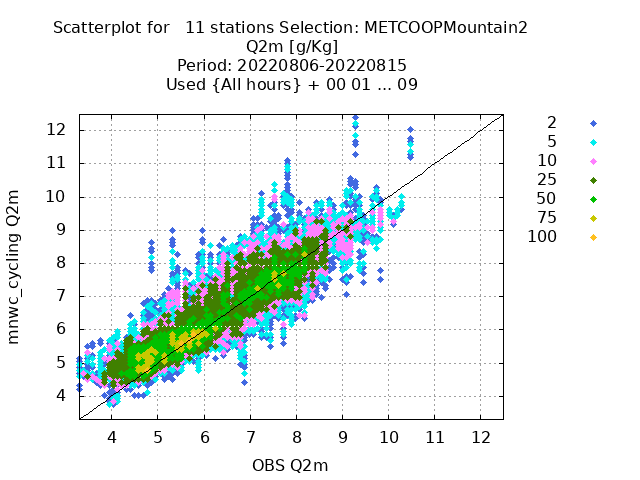 Scatterplot for   11 stations Selection: METCOOPMountain2
Q2m [g/Kg]
Period: 20220806-20220815
Used {All hours} + 00 01 ... 09
12
11
10
9
8
7
6
5
4
mnwc_cycling Q2m
4 5 6 7 8 9 10 11 12
OBS Q2m
2
5
10
25
50
75
100